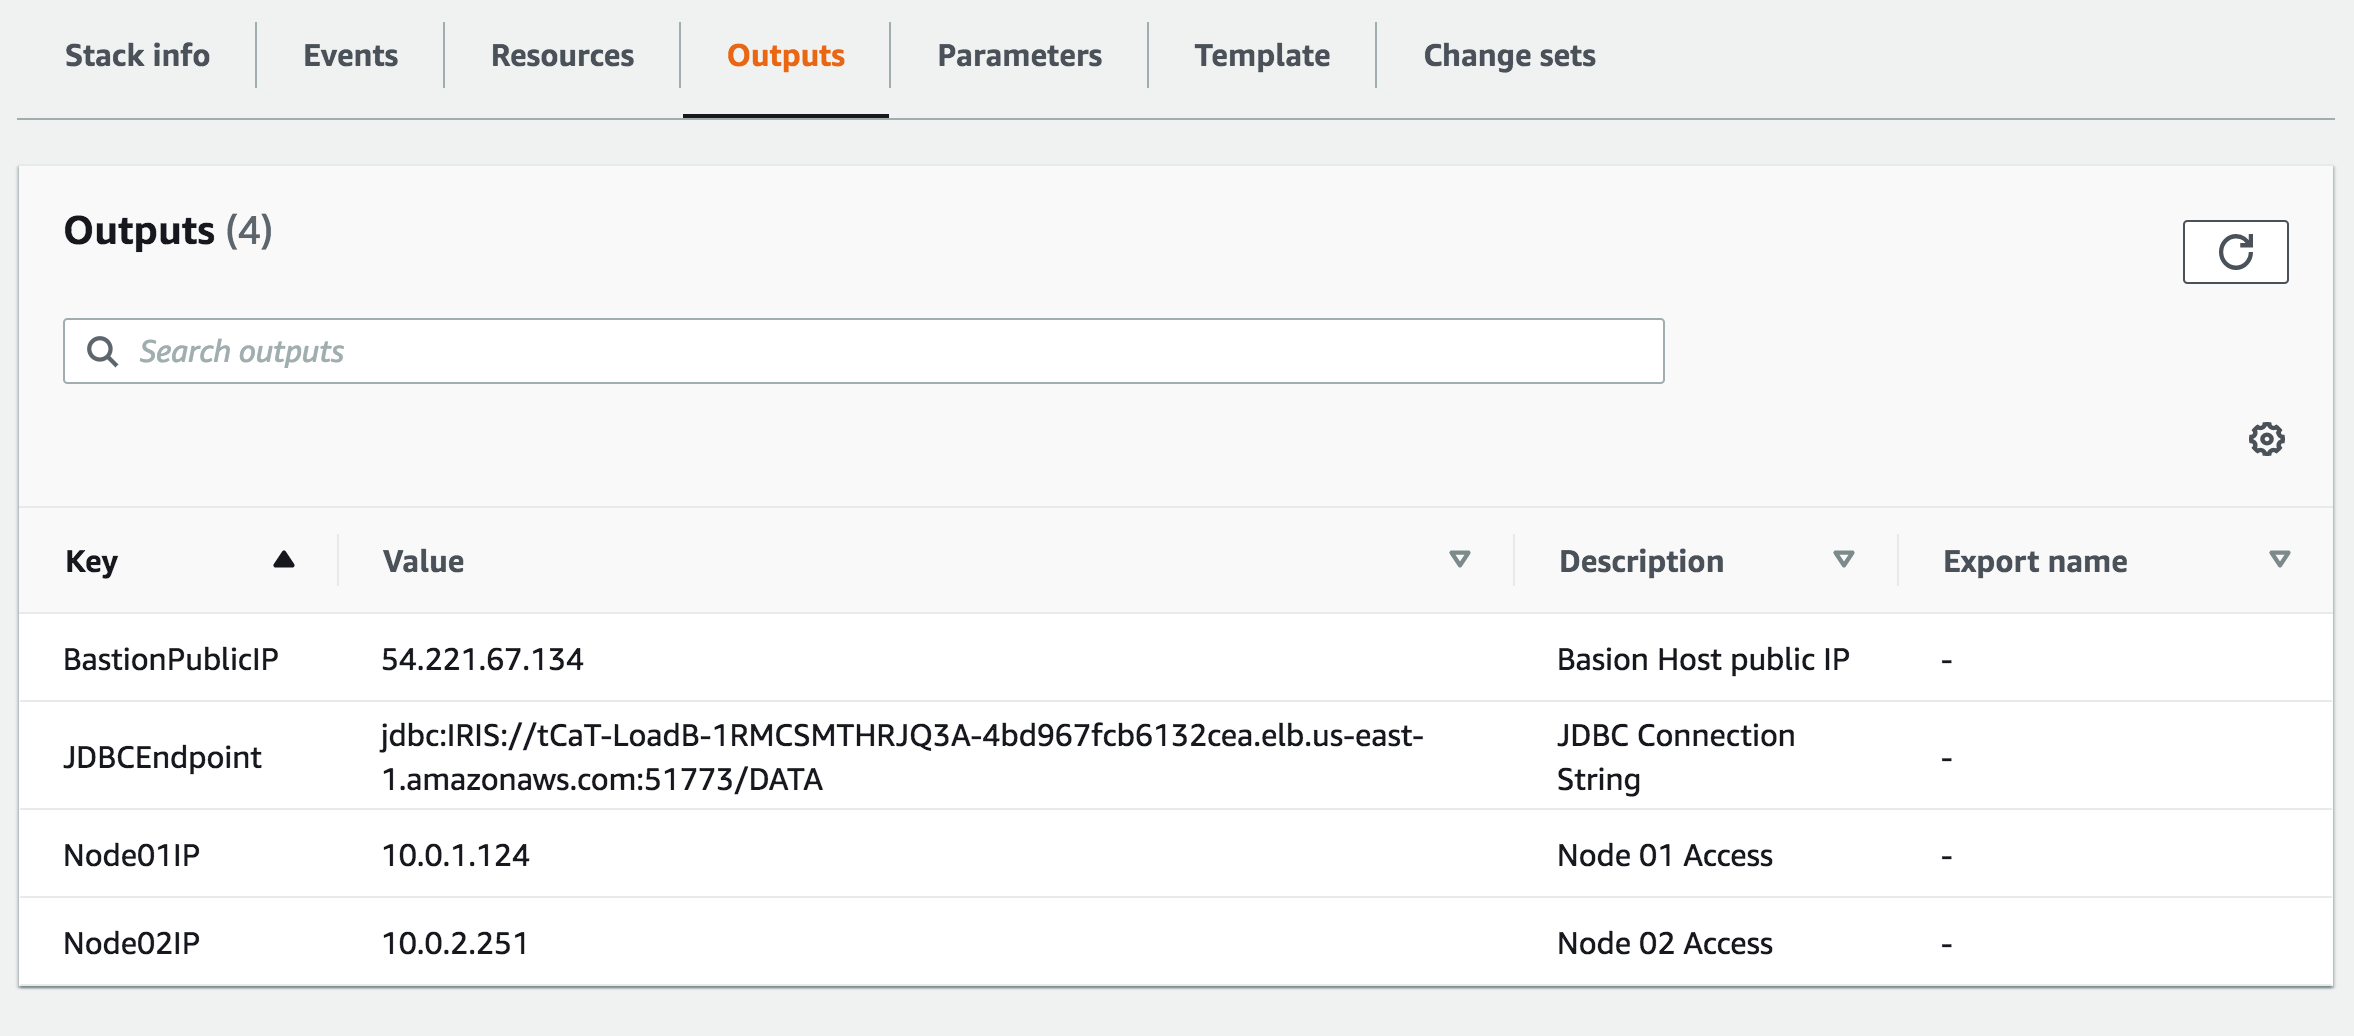 Stack info Events Resources Outputs Parameters Template Change sets
Outputs (4)
Search outputs
Key Value Description Export name
BastionPublicIP 54.221.67.134 Basion Host public IP -
JDBCEndpoint jdbc:IRIS://tCaT-LoadB-1RMCSMTHRJQ3A-4bd967fcb6132cea.elb.us-east-
1.amazonaws.com:51773/DATA JDBC Connection
String -
Node01IP 10.0.1.124 Node 01 Access -
Node02IP 10.0.2.251 Node 02 Access -